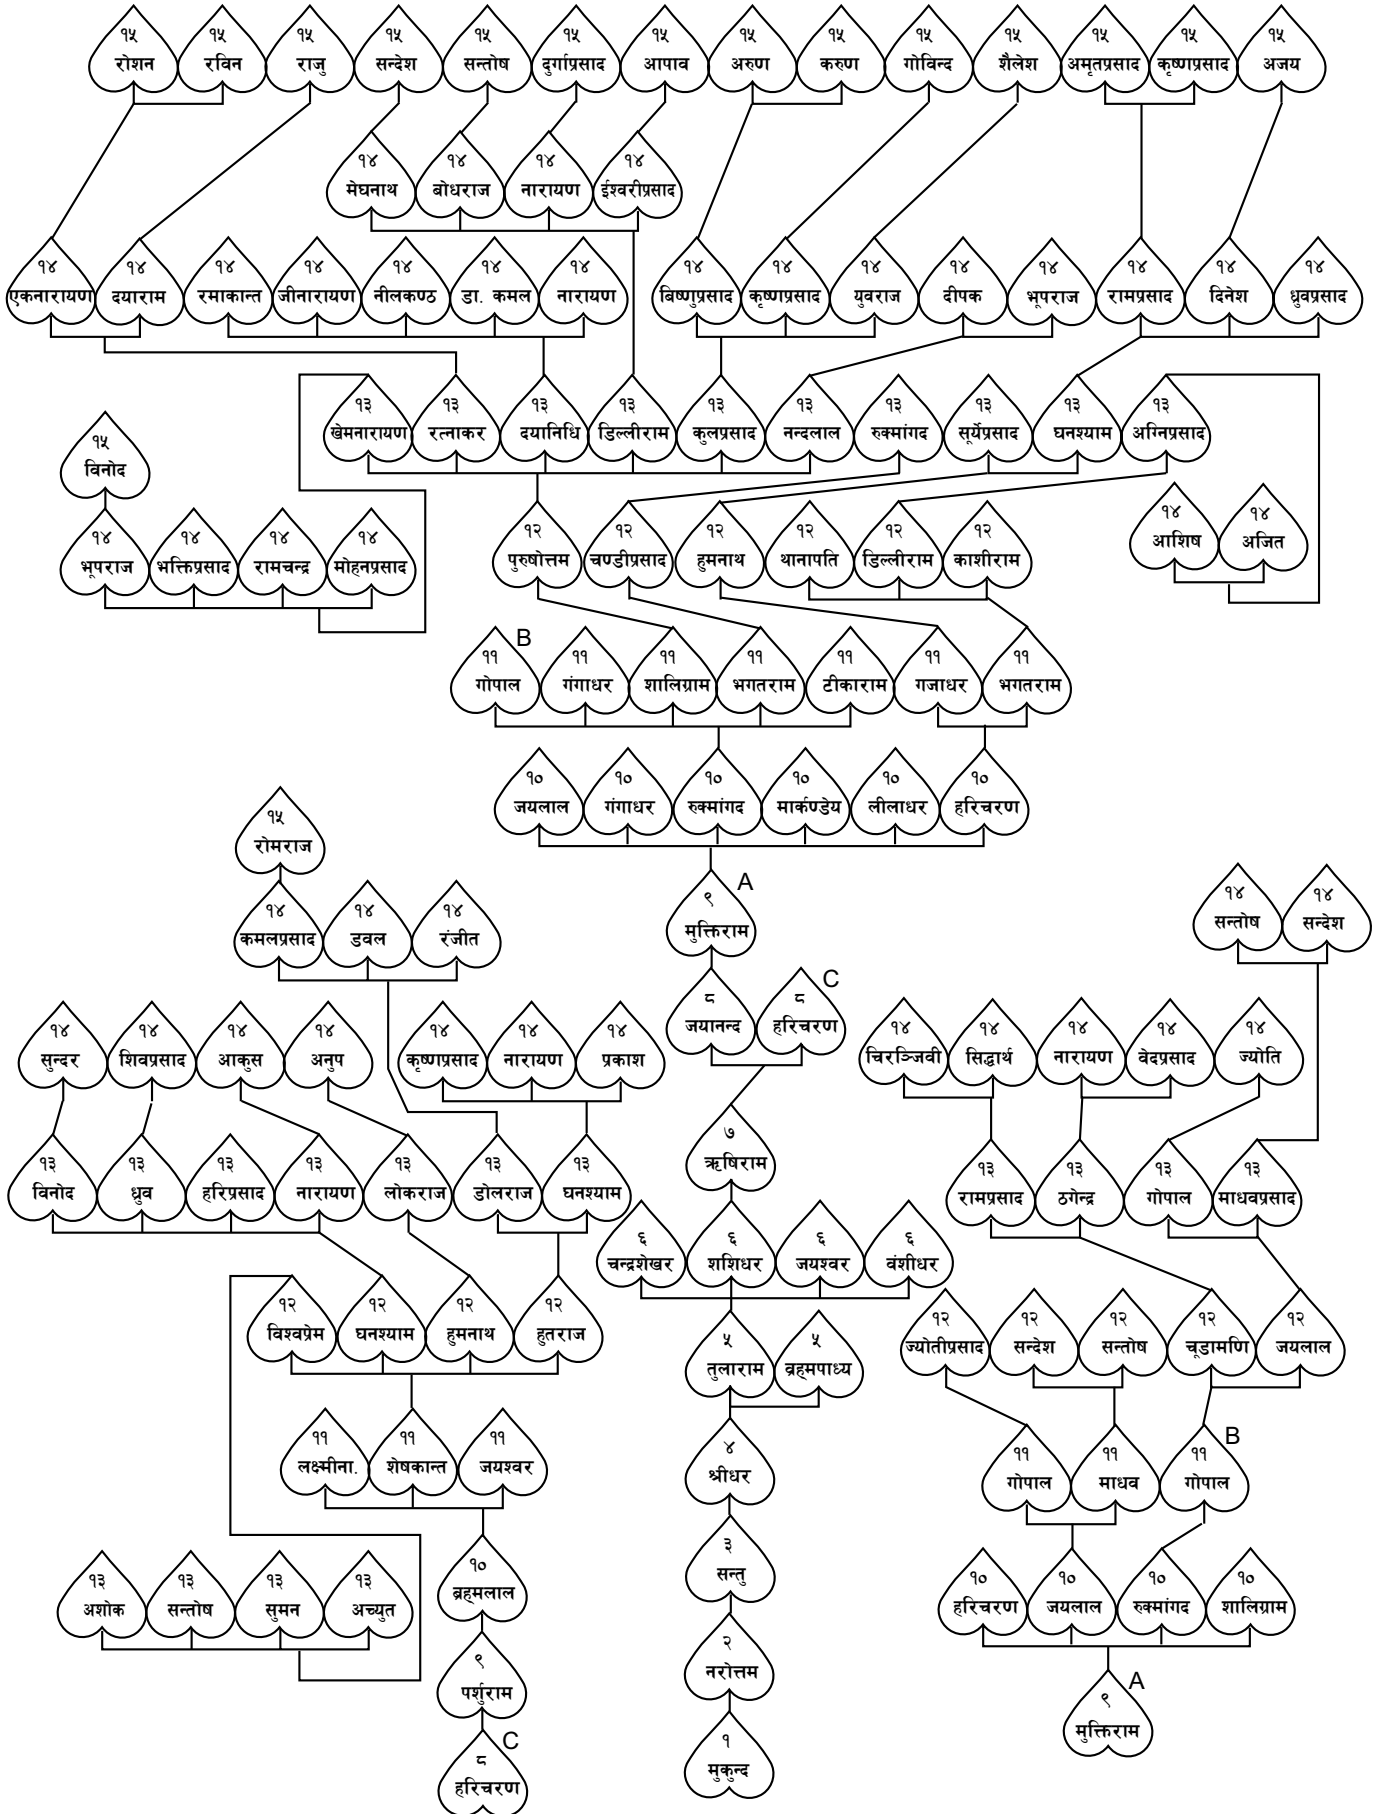 १५ १५ १५ १५ १५ १५ १५ १५ १५ १५ १५ १५ १५ १५
रोशन रविन राजु सन्देश सन्तोष दुर्गाप्रसाद आपाव अरुण करुण गोविन्द शैलेश अमृतप्रसाद कृष्णप्रसाद अजय
१४ १४ १४ १४
मेघनाथ बोधराज नारायण ईश्वरीप्रसाद
१४ १४ १४ १४ १४ १४ १४ १४ १४ १४ १४ १४ १४ १४ १४
एकनारायण दयाराम रमाकान्त जीनारायण नीलकण्ठ डा. कमल नारायण बिष्णुप्रसाद कृष्णप्रसाद युवराज दीपक भूपराज रामप्रसाद दिनेश ध्रुवप्रसाद
१३ १३ १३ १३ १३ १३ १३ १३ १३ १३
खेमनारायण रत्नाकर दयानिधि डिल्लीराम कुलप्रसाद नन्दलाल रुक्मांगद सूर्येप्रसाद घनश्याम अग्निप्रसाद
१५
विनोद
१४ १४ १४ १४
भूपराज भक्तिप्रसाद रामचन्द्र मोहनप्रसाद
१२ १२ १२ १२ १२ १२
पुरुषोत्तम चण्डीप्रसाद हुमनाथ थानापति डिल्लीराम काशीराम
१४ १४
आशिष अजित
B
११ ११ ११ ११ ११ ११ ११
गोपाल गंगाधर शालिग्राम भगतराम टीकाराम गजाधर भगतराम
१० १० १० १० १० १०
जयलाल गंगाधर रुक्मांगद मार्कण्डेय लीलाधर हरिचरण
१५
रोमराज
१४ १४ १४
कमलप्रसाद डवल रंजीत
A
९
मुक्तिराम
१४ १४
सन्तोष सन्देश
C
८ ८
जयानन्द हरिचरण
१४ १४ १४ १४ १४ १४ १४
सुन्दर शिवप्रसाद आकुस अनुप कृष्णप्रसाद नारायण प्रकाश
१४ १४ १४ १४ १४
चिरञ्जिवी सिद्धार्थ नारायण वेदप्रसाद ज्योति
७
ऋषिराम
१३ १३ १३ १३ १३ १३ १३
विनोद ध्रुव हरिप्रसाद नारायण लोकराज डोलराज घनश्याम
१३ १३ १३ १३
रामप्रसाद ठगेन्द्र गोपाल माधवप्रसाद
६ ६ ६ ६
चन्द्रशेखर शशिधर जयश्वर वंशीधर
१२ १२ १२ १२
विश्वप्रेम घनश्याम हुमनाथ हुतराज
५ ५
तुलाराम ब्रह्मपाध्य
१२ १२ १२ १२ १२
ज्योतीप्रसाद सन्देश सन्तोष चूडामणि जयलाल
११ ११ ११
लक्ष्मीना. शेषकान्त जयश्वर
४
श्रीधर
B
११ ११ ११
गोपाल माधव गोपाल
१३ १३ १३ १३
अशोक सन्तोष सुमन अच्युत
१०
ब्रह्मलाल
३
सन्तु
१० १० १० १०
हरिचरण जयलाल रुक्मांगद शालिग्राम
९
पर्शुराम
२
नरोत्तम
A
९
मुक्तिराम
C
८
हरिचरण
१
मुकुन्द